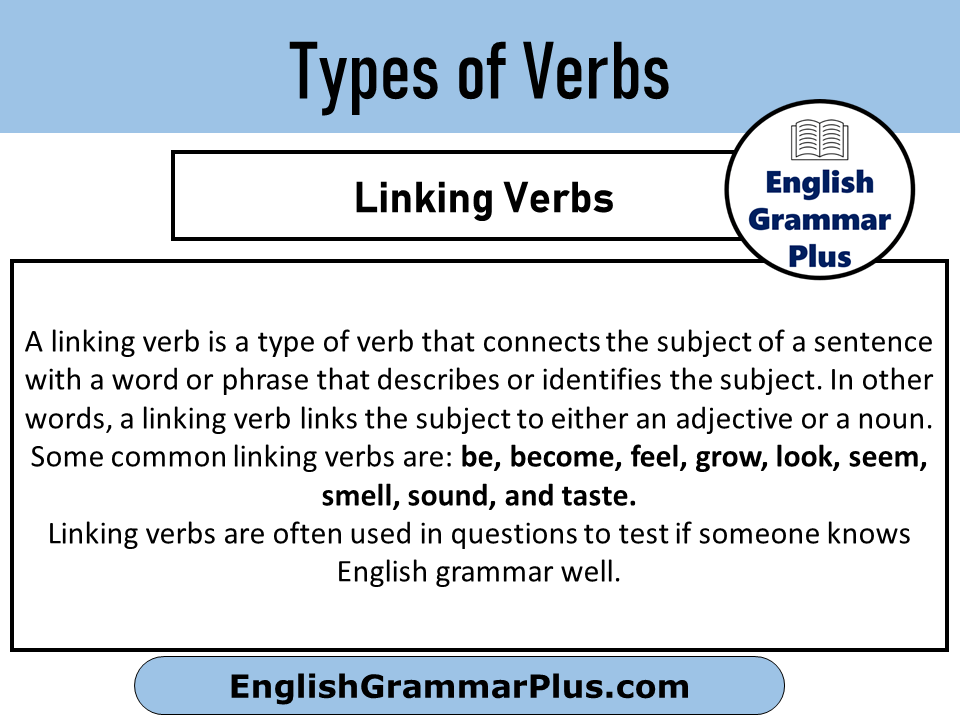 Types of Verbs
Linking Verbs
English
Grammar
Plus
A linking verb is a type of verb that connects the subject of a sentence
with a word or phrase that describes or identifies the subject. In other
words, a linking verb links the subject to either an adjective or a noun.
Some common linking verbs are: be, become, feel, grow, look, seem,
smell, sound, and taste.
Linking verbs are often used in questions to test if someone knows
English grammar well.
EnglishGrammarPlus.com